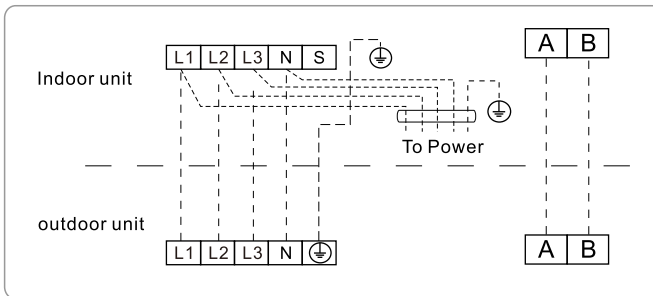 L1 L2 L3 N S
A B
Indoor unit
To Power
outdoor unit
L1 L2 L3 N
A B